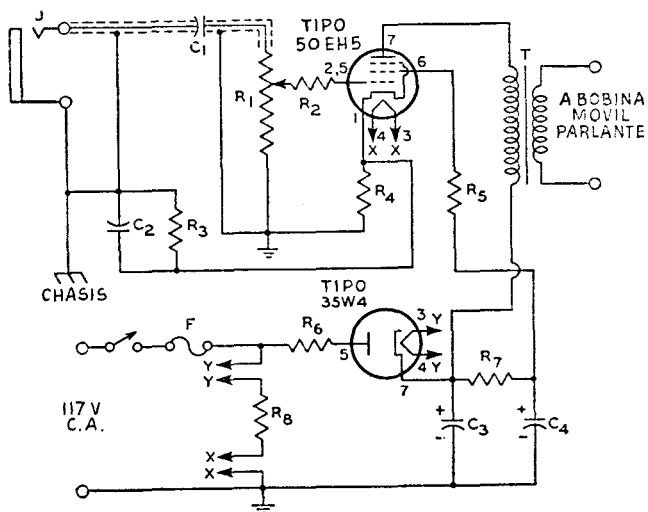 J
C1
TIPO
50EH5
7
6
2,5
R1
R2
1
4
3
X
X
T
A BOBINA
MOVIL
PARLANTE
R4
R5
C2
R3
CHASIS
TIPO
35W4
F
R6
5
3
Y
4
Y
7
R7
Y
Y
R8
117 V
C.A.
X
X
+
-
C3
+
-
C4